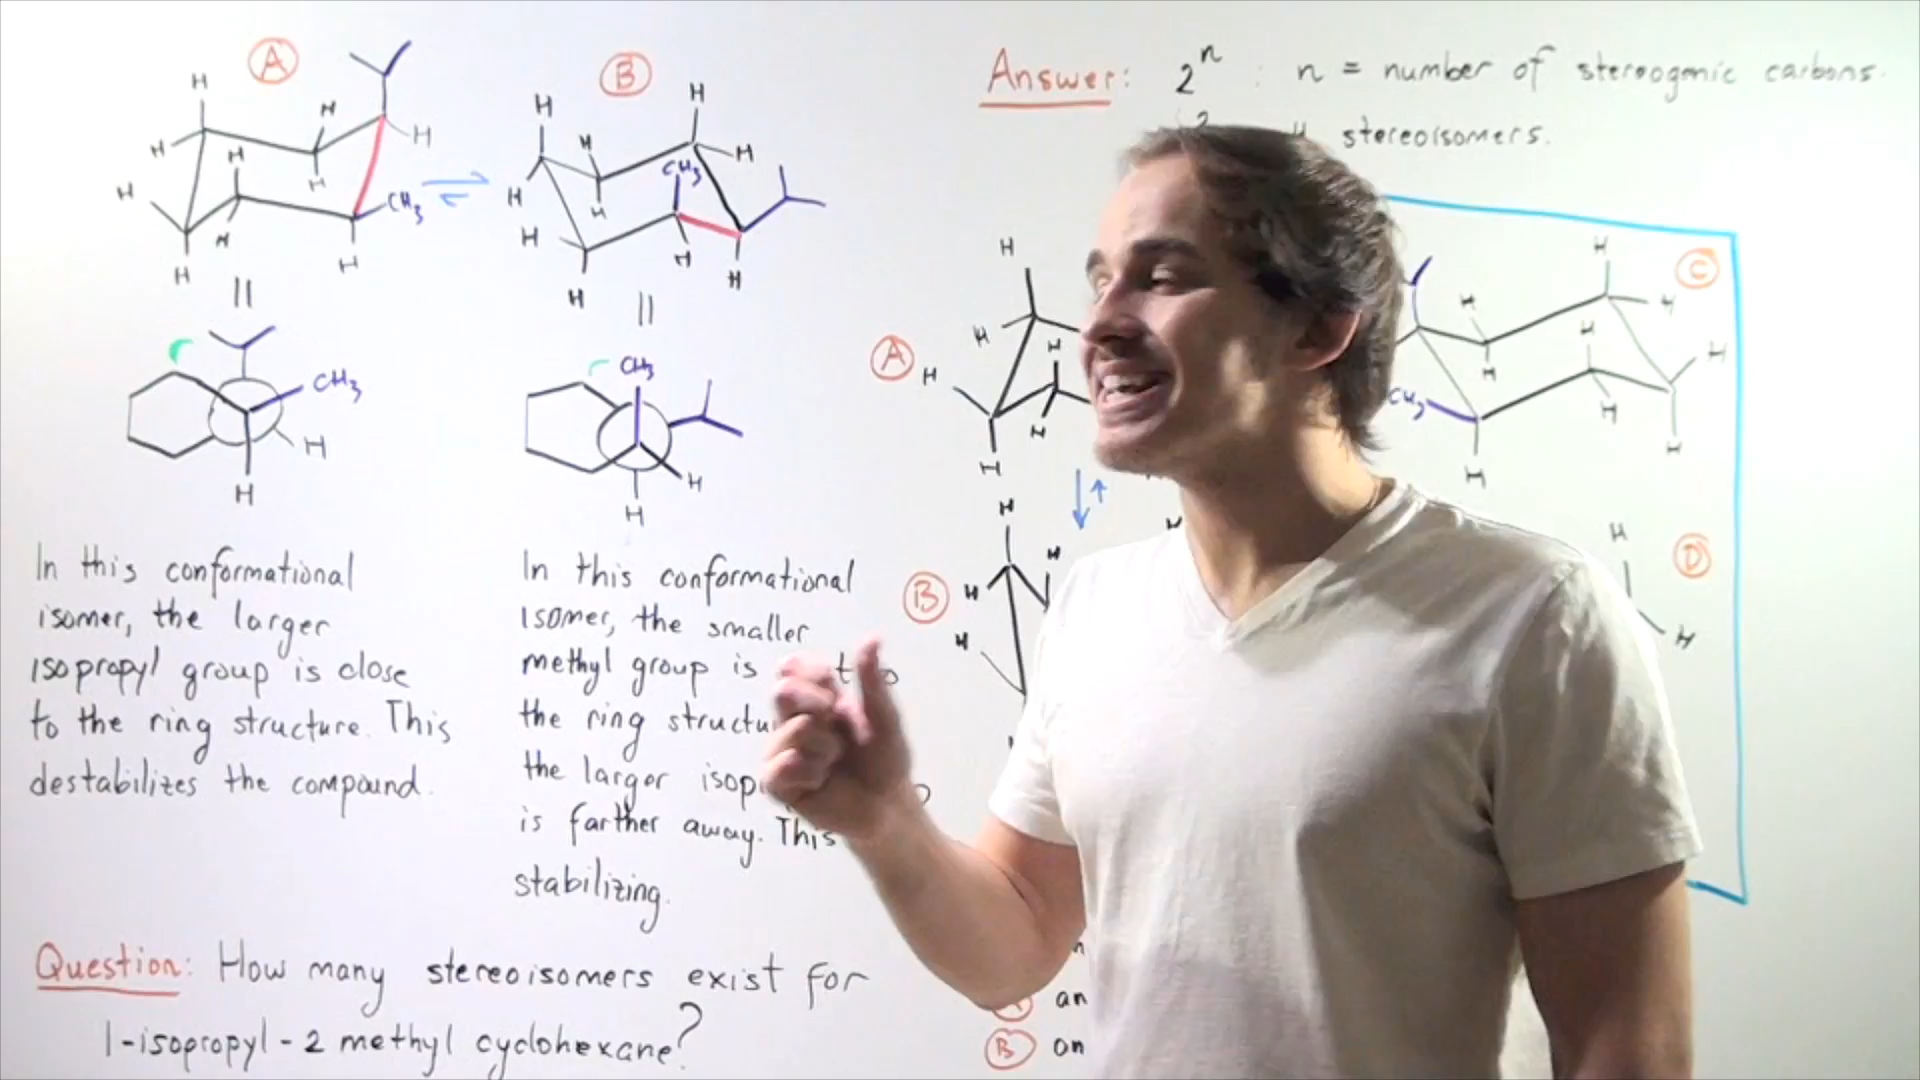 A
B
H
H
H
H
H
H
H
H
H
H
CH3
H
H
H
H
H
H
H
H
H
H
H
CH3
CH3
H
H
CH3
H
H
In this conformational
isomer, the larger
isopropyl group is close
to the ring structure. This
destabilizes the compound.
In this conformational
isomer, the smaller
methyl group is
the ring
the larger
is farther away. This
stabilizing.
Question: How many stereoisomers exist for
1-isopropyl-2 methyl cyclohexane?
Answer: 2^n : n = number of stereogenic carbons.
stereoisomers.
A
H
H
H
H
H
H
B
H
H
H
H
C
H
H
H
H
H
H
H
H
CH3
H
D
H
H
an
B on